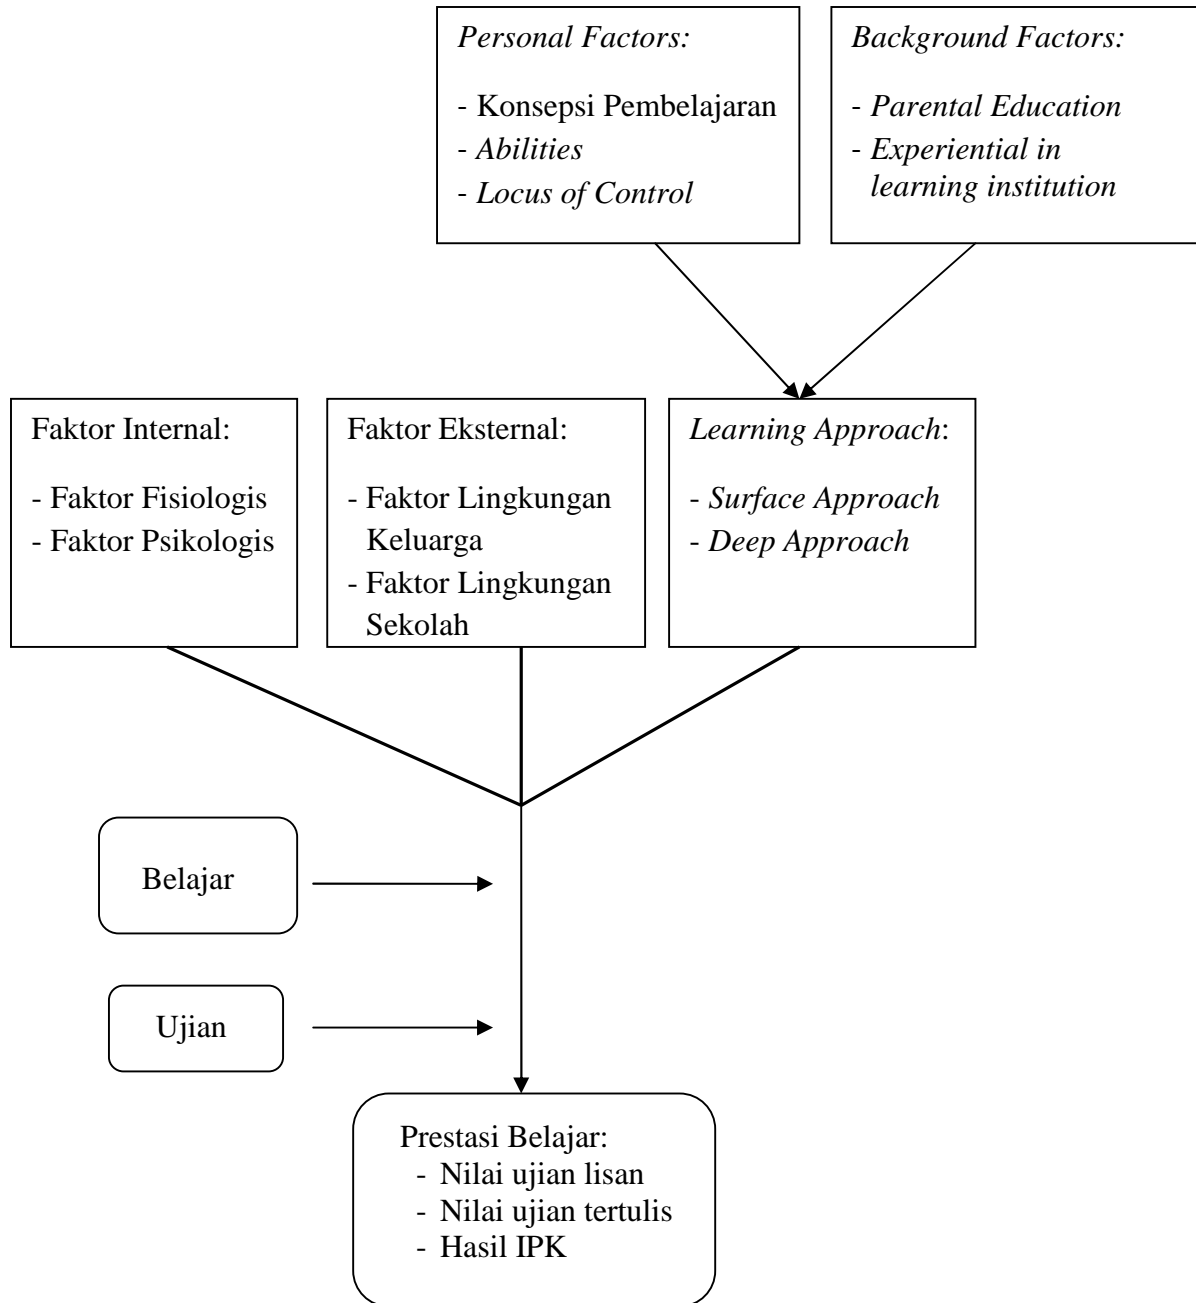 Personal Factors:
- Konsepsi Pembelajaran
- Abilities
- Locus of Control
Background Factors:
- Parental Education
- Experiential in
learning institution
Faktor Internal:
- Faktor Fisiologis
- Faktor Psikologis
Faktor Eksternal:
- Faktor Lingkungan
Keluarga
- Faktor Lingkungan
Sekolah
Learning Approach:
- Surface Approach
- Deep Approach
Belajar
Ujian
Prestasi Belajar:
- Nilai ujian lisan
- Nilai ujian tertulis
- Hasil IPK